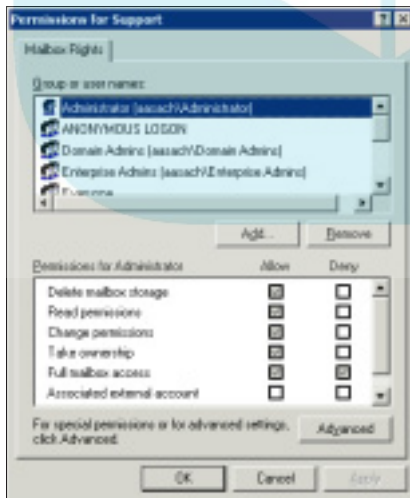 Permissions for Support
Mailbox Rights
Group or user names:
Administrator (aasach\Administrator)
ANONYMOUS LOGON
Domain Admins (aasach\Domain Admins)
Enterprise Admins (aasach\Enterprise Admins)
Everyone
Add... Remove
Permissions for Administrator Allow Deny
Delete mailbox storage
Read permissions
Change permissions
Take ownership
Full mailbox access
Associated external account
For special permissions or for advanced settings,
click Advanced.
Advanced
OK Cancel Apply